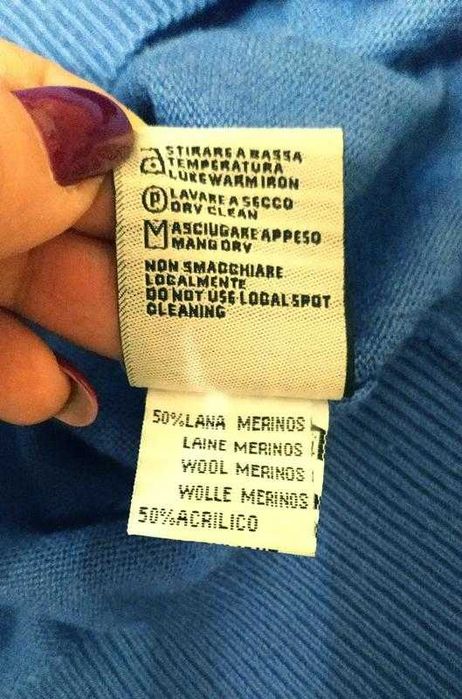 STIRARE A BASSA
TEMPERATURA
LUKEWARM IRON
P LAVARE A SECCO
DRY CLEAN
ASCIUGARE APPESO
MANG DRY
NON SMACCHIARE
LOCALMENTE
DO NOT USE LOCAL SPOT
CLEANING
50%LANA MERINOS
LAINE MERINOS
WOOL MERINOS
WOLLE MERINOS
50%ACRILICO